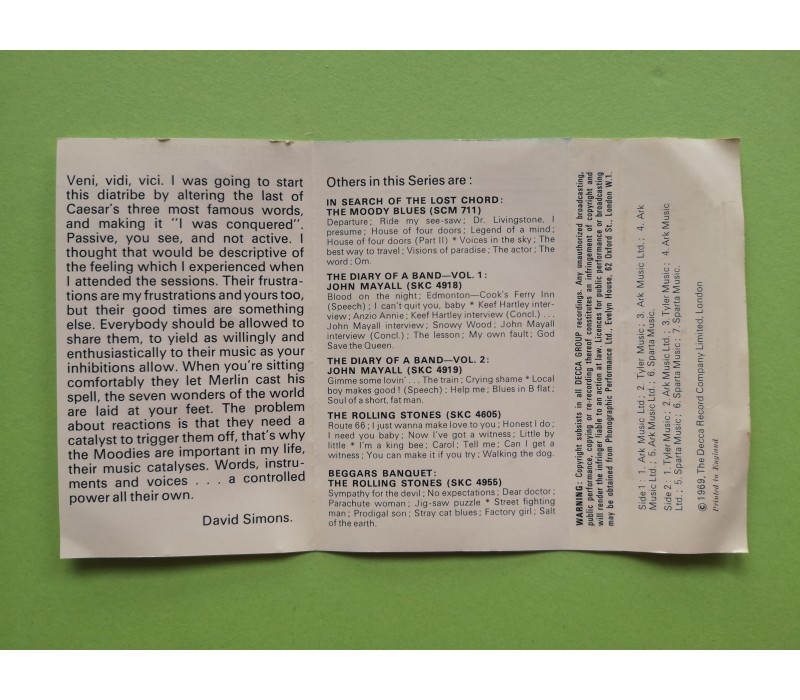 Veni, vidi, vici. I was going to start
this diatribe by altering the last of
Caesar's three most famous words,
and making it "I was conquered".
Passive, you see, and not active. I
thought that would be descriptive of
the feeling which I experienced when
I attended the sessions. Their frustra-
tions are my frustrations and yours too,
but their good times are something
else. Everybody should be allowed to
share them, to yield as willingly and
enthusiastically to their music as your
inhibitions allow. When you're sitting
comfortably they let Merlin cast his
spell, the seven wonders of the world
are laid at your feet. The problem
about reactions is that they need a
catalyst to trigger them off, that's why
the Moodies are important in my life,
their music catalyses. Words, instru-
ments and voices . . . a controlled
power all their own.
David Simons.
Others in this Series are :
IN SEARCH OF THE LOST CHORD:
THE MOODY BLUES (SCM 711)
Departure; Ride my see-saw; Dr. Livingstone, I
presume; House of four doors; Legend of a mind;
House of four doors (Part II) * Voices in the sky; The
best way to travel; Visions of paradise; The actor; The
word; Om.
THE DIARY OF A BAND—VOL. 1:
JOHN MAYALL (SKC 4918)
Blood on the night; Edmonton—Cook's Ferry Inn
(Speech); I can't quit you, baby * Keef Hartley inter-
view; Anzio Annie; Keef Hartley interview (Concl.) ...
John Mayall interview; Snowy Wood; John Mayall
interview (Concl.); The lesson; My own fault; God
Save the Queen.
THE DIARY OF A BAND—VOL. 2:
JOHN MAYALL (SKC 4919)
Gimme some lovin' ... The train; Crying shame * Local
boy makes good! (Speech); Help me; Blues in B flat;
Soul of a short, fat man.
THE ROLLING STONES (SKC 4605)
Route 66; I just wanna make love to you; Honest I do;
I need you baby; Now I've got a witness; Little by
little * I'm a king bee; Carol; Tell me; Can I get a
witness; You can make it if you try; Walking the dog.
BEGGARS BANQUET:
THE ROLLING STONES (SKC 4955)
Sympathy for the devil; No expectations; Dear doctor;
Parachute woman; Jig-saw puzzle * Street fighting
man; Prodigal son; Stray cat blues; Factory girl; Salt
of the earth.
WARNING: Copyright subsists in all DECCA GROUP recordings. Any unauthorized broadcasting,
public performance, copying or re-recording thereof constitutes an infringement of copyright and
will render the infringer liable to an action at law. Licences for public performance or broadcasting
may be obtained from Phonographic Performance Ltd., Evelyn House, 62 Oxford St., London W.1.
Side 1: 1. Ark Music Ltd; 2. Tyler Music; 3. Ark Music Ltd.; 4. Ark
Music Ltd; 5. Ark Music Ltd.; 6. Sparta Music.
Side 2: 1. Tyler Music; 2. Ark Music Ltd; 3. Tyler Music; 4. Ark Music
Ltd.; 5. Sparta Music; 6. Sparta Music; 7. Sparta Music.
© 1969, The Decca Record Company Limited, London
Printed in England